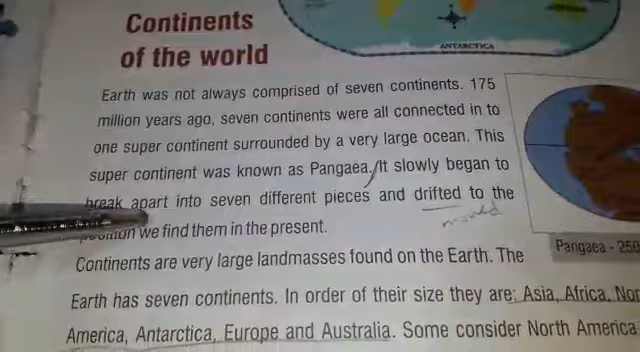 Continents
of the world
ANTARCTICA
Earth was not always comprised of seven continents. 175
million years ago, seven continents were all connected in to
one super continent surrounded by a very large ocean. This
super continent was known as Pangaea. It slowly began to
break apart into seven different pieces and drifted to the
moved
we find them in the present.
Pangaea - 250
Continents are very large landmasses found on the Earth. The
Earth has seven continents. In order of their size they are: Asia, Africa, Nor
America, Antarctica, Europe and Australia. Some consider North America